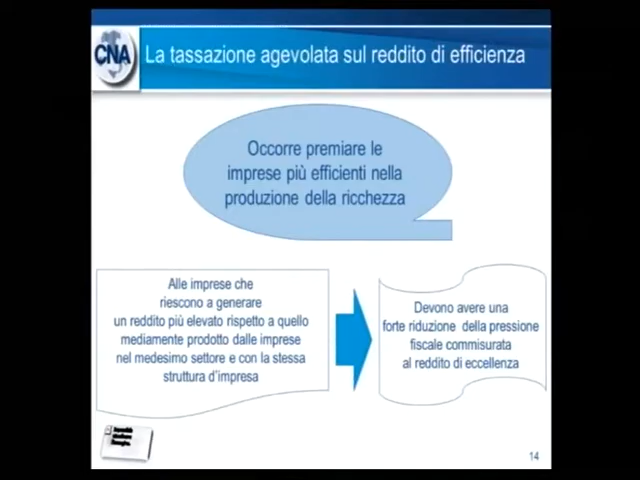 CNA
La tassazione agevolata sul reddito di efficienza
Occorre premiare le
imprese più efficienti nella
produzione della ricchezza
Alle imprese che
riescono a generare
un reddito più elevato rispetto a quello
mediamente prodotto dalle imprese
nel medesimo settore e con la stessa
struttura d'impresa
Devono avere una
forte riduzione della pressione
fiscale commisurata
al reddito di eccellenza
14